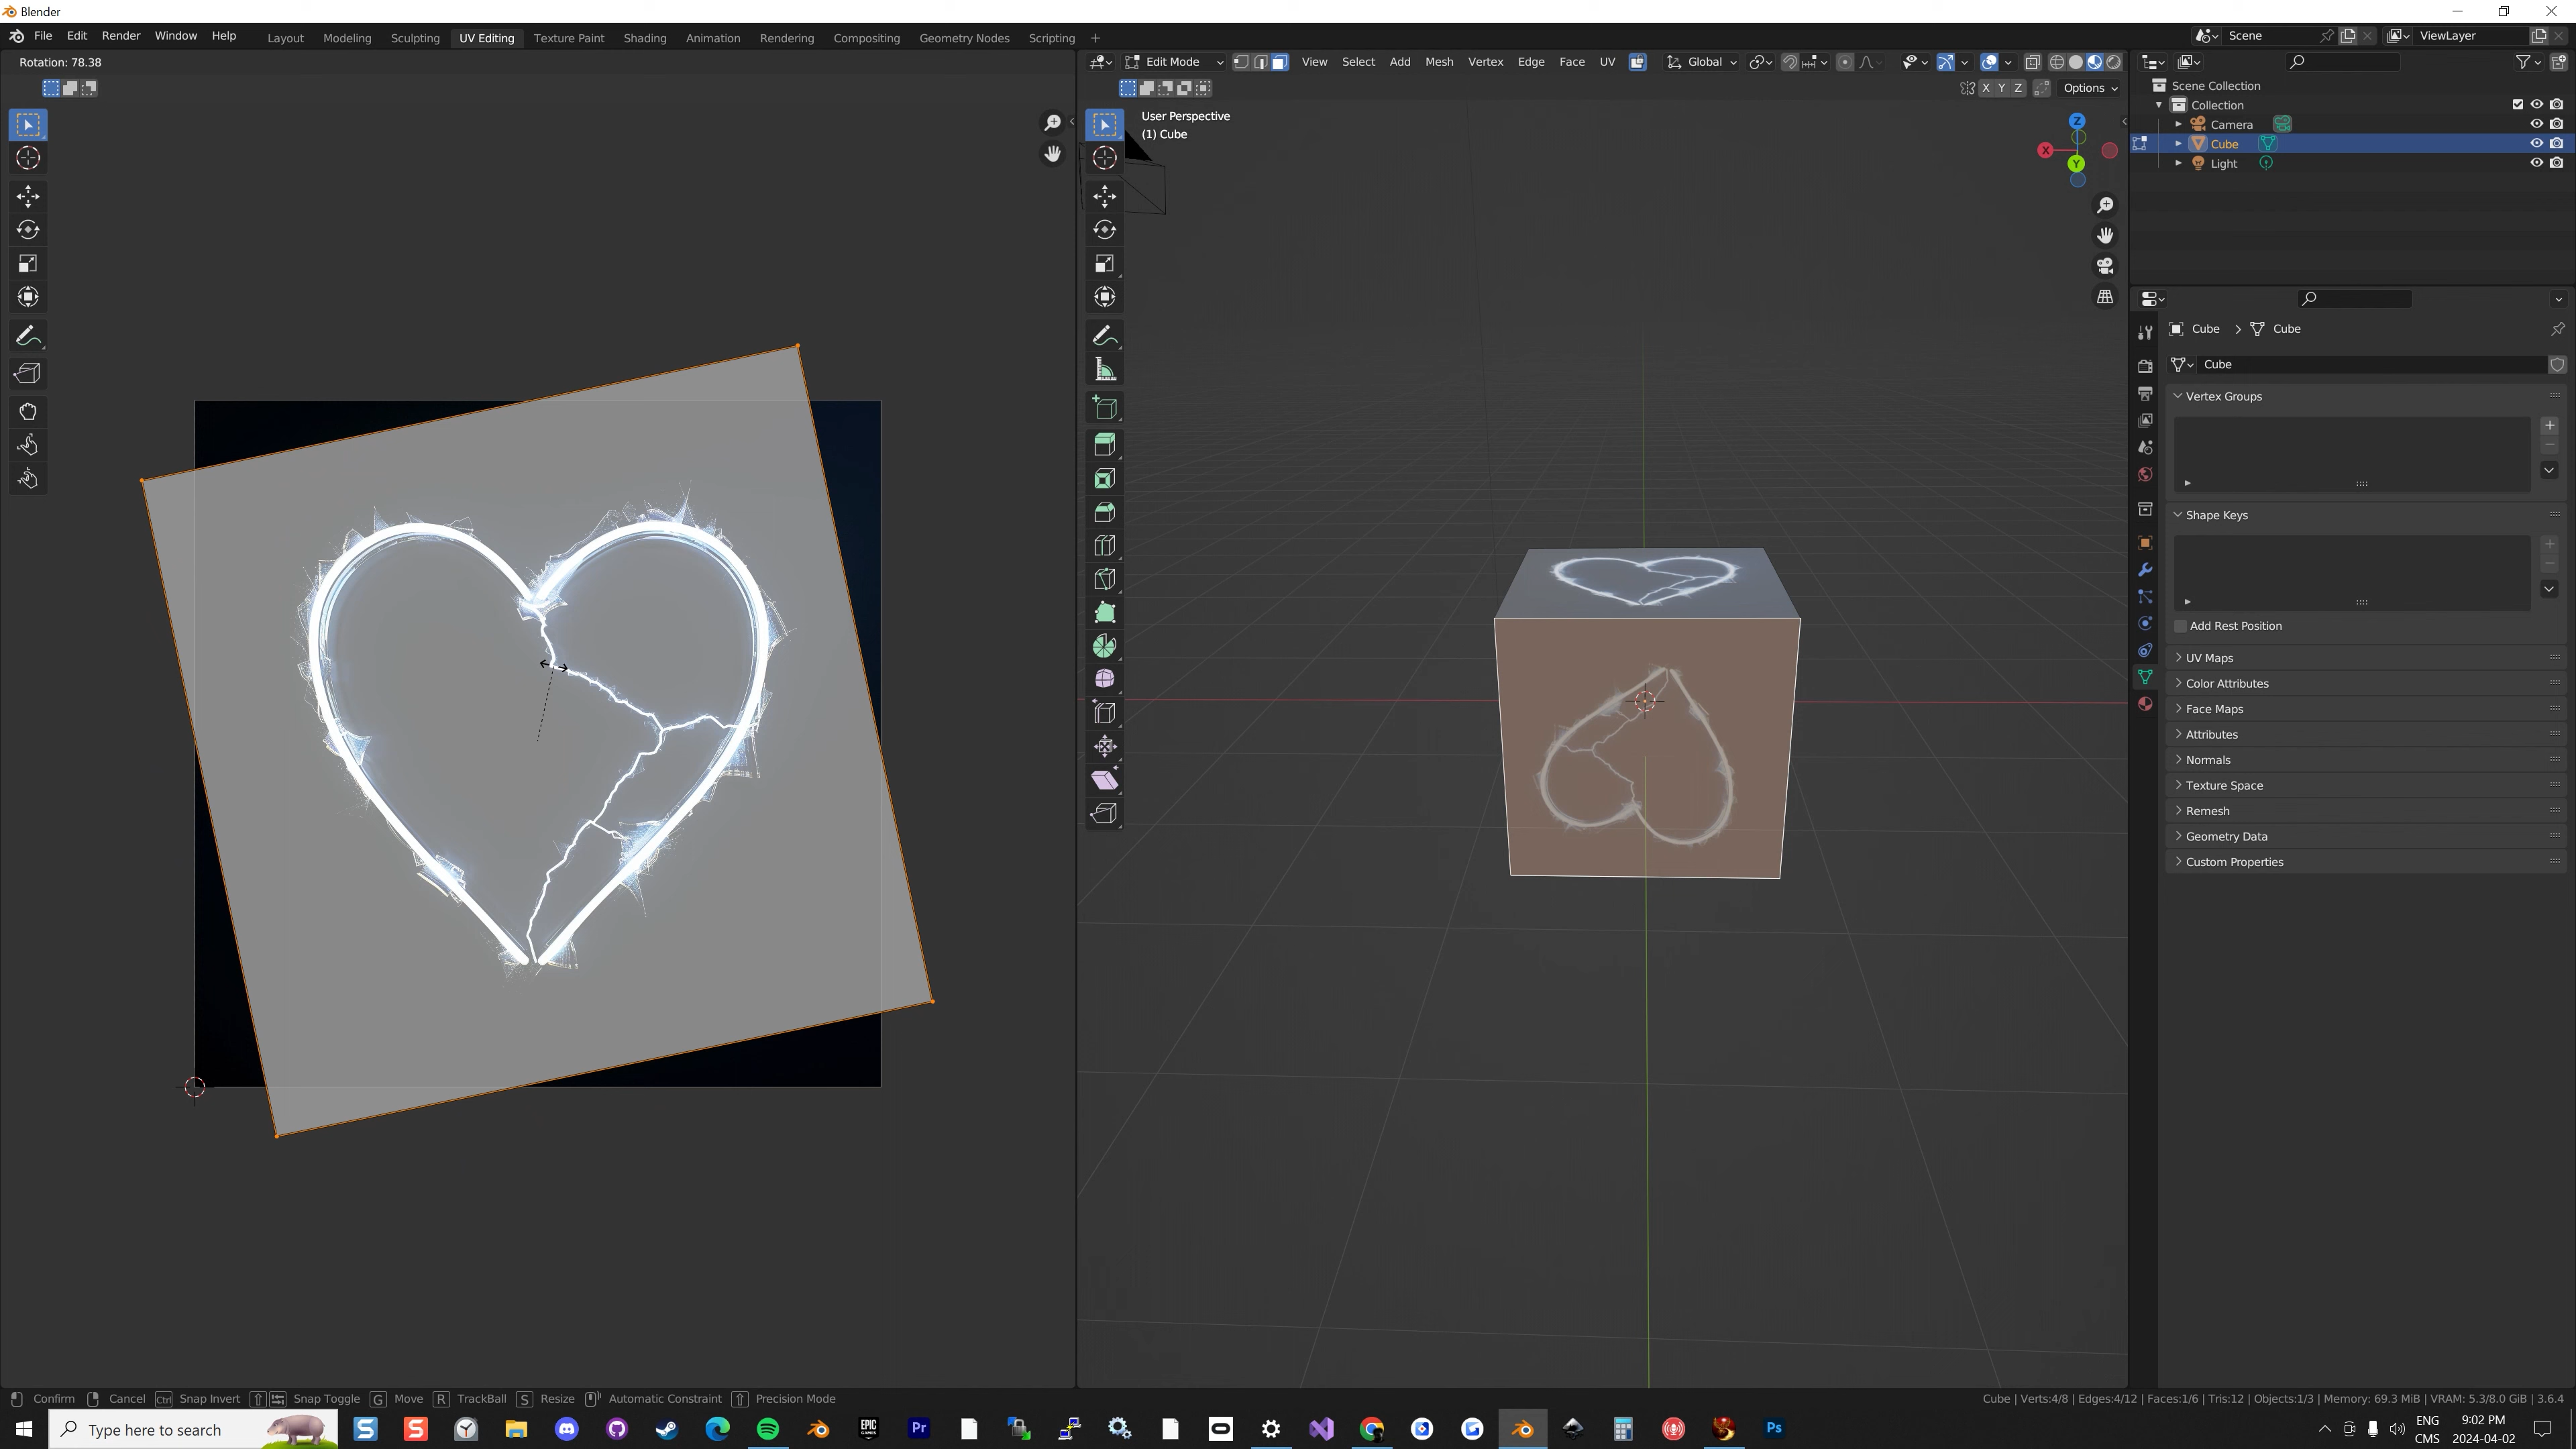 Blender
File Edit Render Window Help
Layout Modeling Sculpting UV Editing Texture Paint Shading Animation Rendering Compositing Geometry Nodes Scripting +
Scene
ViewLayer
Rotation: 78.38
Edit Mode
View Select Add Mesh Vertex Edge Face UV
Global
X Y Z
Options
User Perspective
(1) Cube
Z
X
Y
Scene Collection
Collection
Camera
Cube
Light
Cube > Cube
Cube
Vertex Groups
Shape Keys
Add Rest Position
UV Maps
Color Attributes
Face Maps
Attributes
Normals
Texture Space
Remesh
Geometry Data
Custom Properties
Confirm Cancel Ctrl Snap Invert Snap Toggle G Move R TrackBall S Resize Automatic Constraint Precision Mode
Cube | Verts:4/8 | Edges:4/12 | Faces:1/6 | Tris:12 | Objects:1/3 | Memory: 69.3 MiB | VRAM: 5.3/8.0 GiB | 3.6.4
Type here to search
S
S
EPIC GAMES
Pr
Ps
ENG
CMS
9:02 PM
2024-04-02